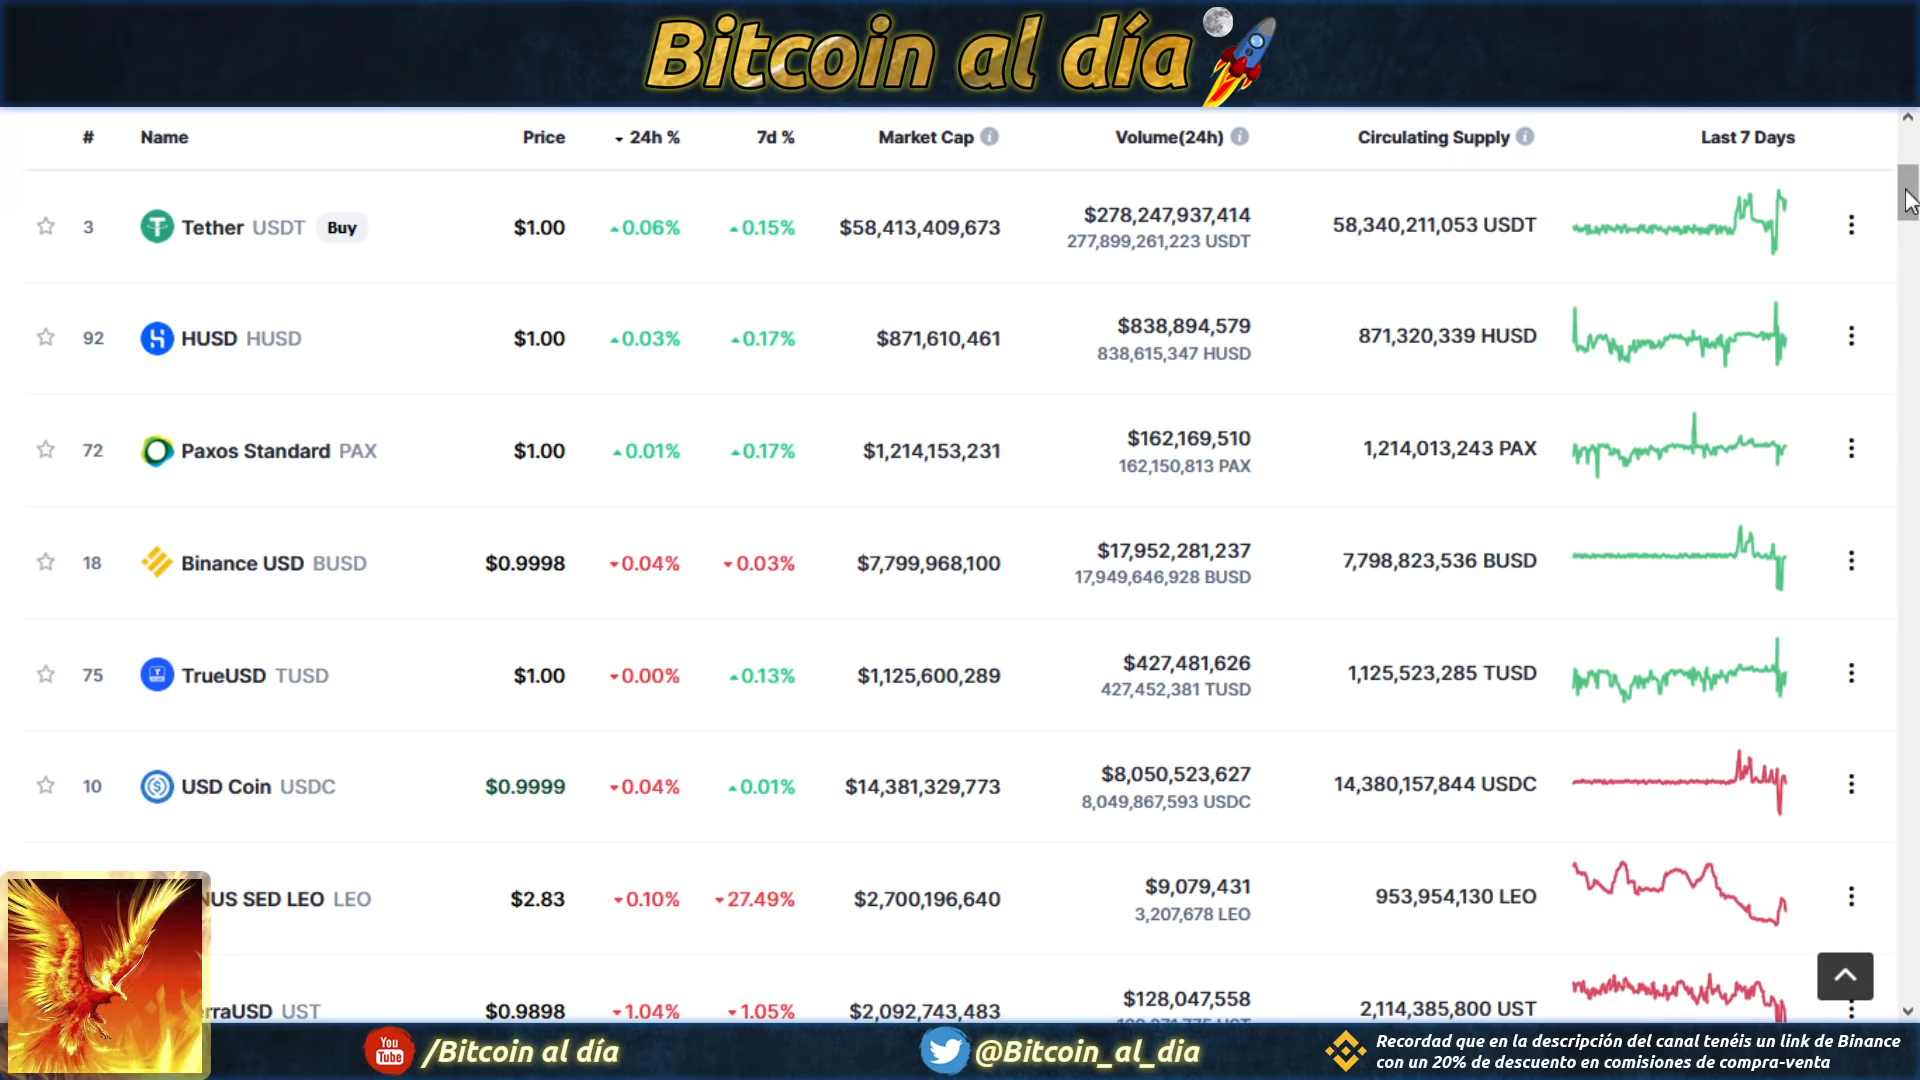 Bitcoin al día
# Name Price 24h % 7d % Market Cap Volume(24h) Circulating Supply Last 7 Days
3 Tether USDT Buy $1.00 0.06% 0.15% $58,413,409,673 $278,247,937,414 58,340,211,053 USDT
277,899,261,223 USDT
92 HUSD HUSD $1.00 0.03% 0.17% $871,610,461 $838,894,579 871,320,339 HUSD
838,615,347 HUSD
72 Paxos Standard PAX $1.00 0.01% 0.17% $1,214,153,231 $162,169,510 1,214,013,243 PAX
162,150,813 PAX
18 Binance USD BUSD $0.9998 0.04% 0.03% $7,799,968,100 $17,952,281,237 7,798,823,536 BUSD
17,949,646,928 BUSD
75 TrueUSD TUSD $1.00 0.00% 0.13% $1,125,600,289 $427,481,626 1,125,523,285 TUSD
427,452,381 TUSD
10 USD Coin USDC $0.9999 0.04% 0.01% $14,381,329,773 $8,050,523,627 14,380,157,844 USDC
8,049,867,593 USDC
US SED LEO LEO $2.83 0.10% 27.49% $2,700,196,640 $9,079,431 953,954,130 LEO
3,207,678 LEO
rraUSD UST $0.9898 1.04% 1.05% $2,092,743,483 $128,047,558 2,114,385,800 UST
You Tube /Bitcoin al día @Bitcoin_al_dia
Recordad que en la descripción del canal tenéis un link de Binance
con un 20% de descuento en comisiones de compra-venta